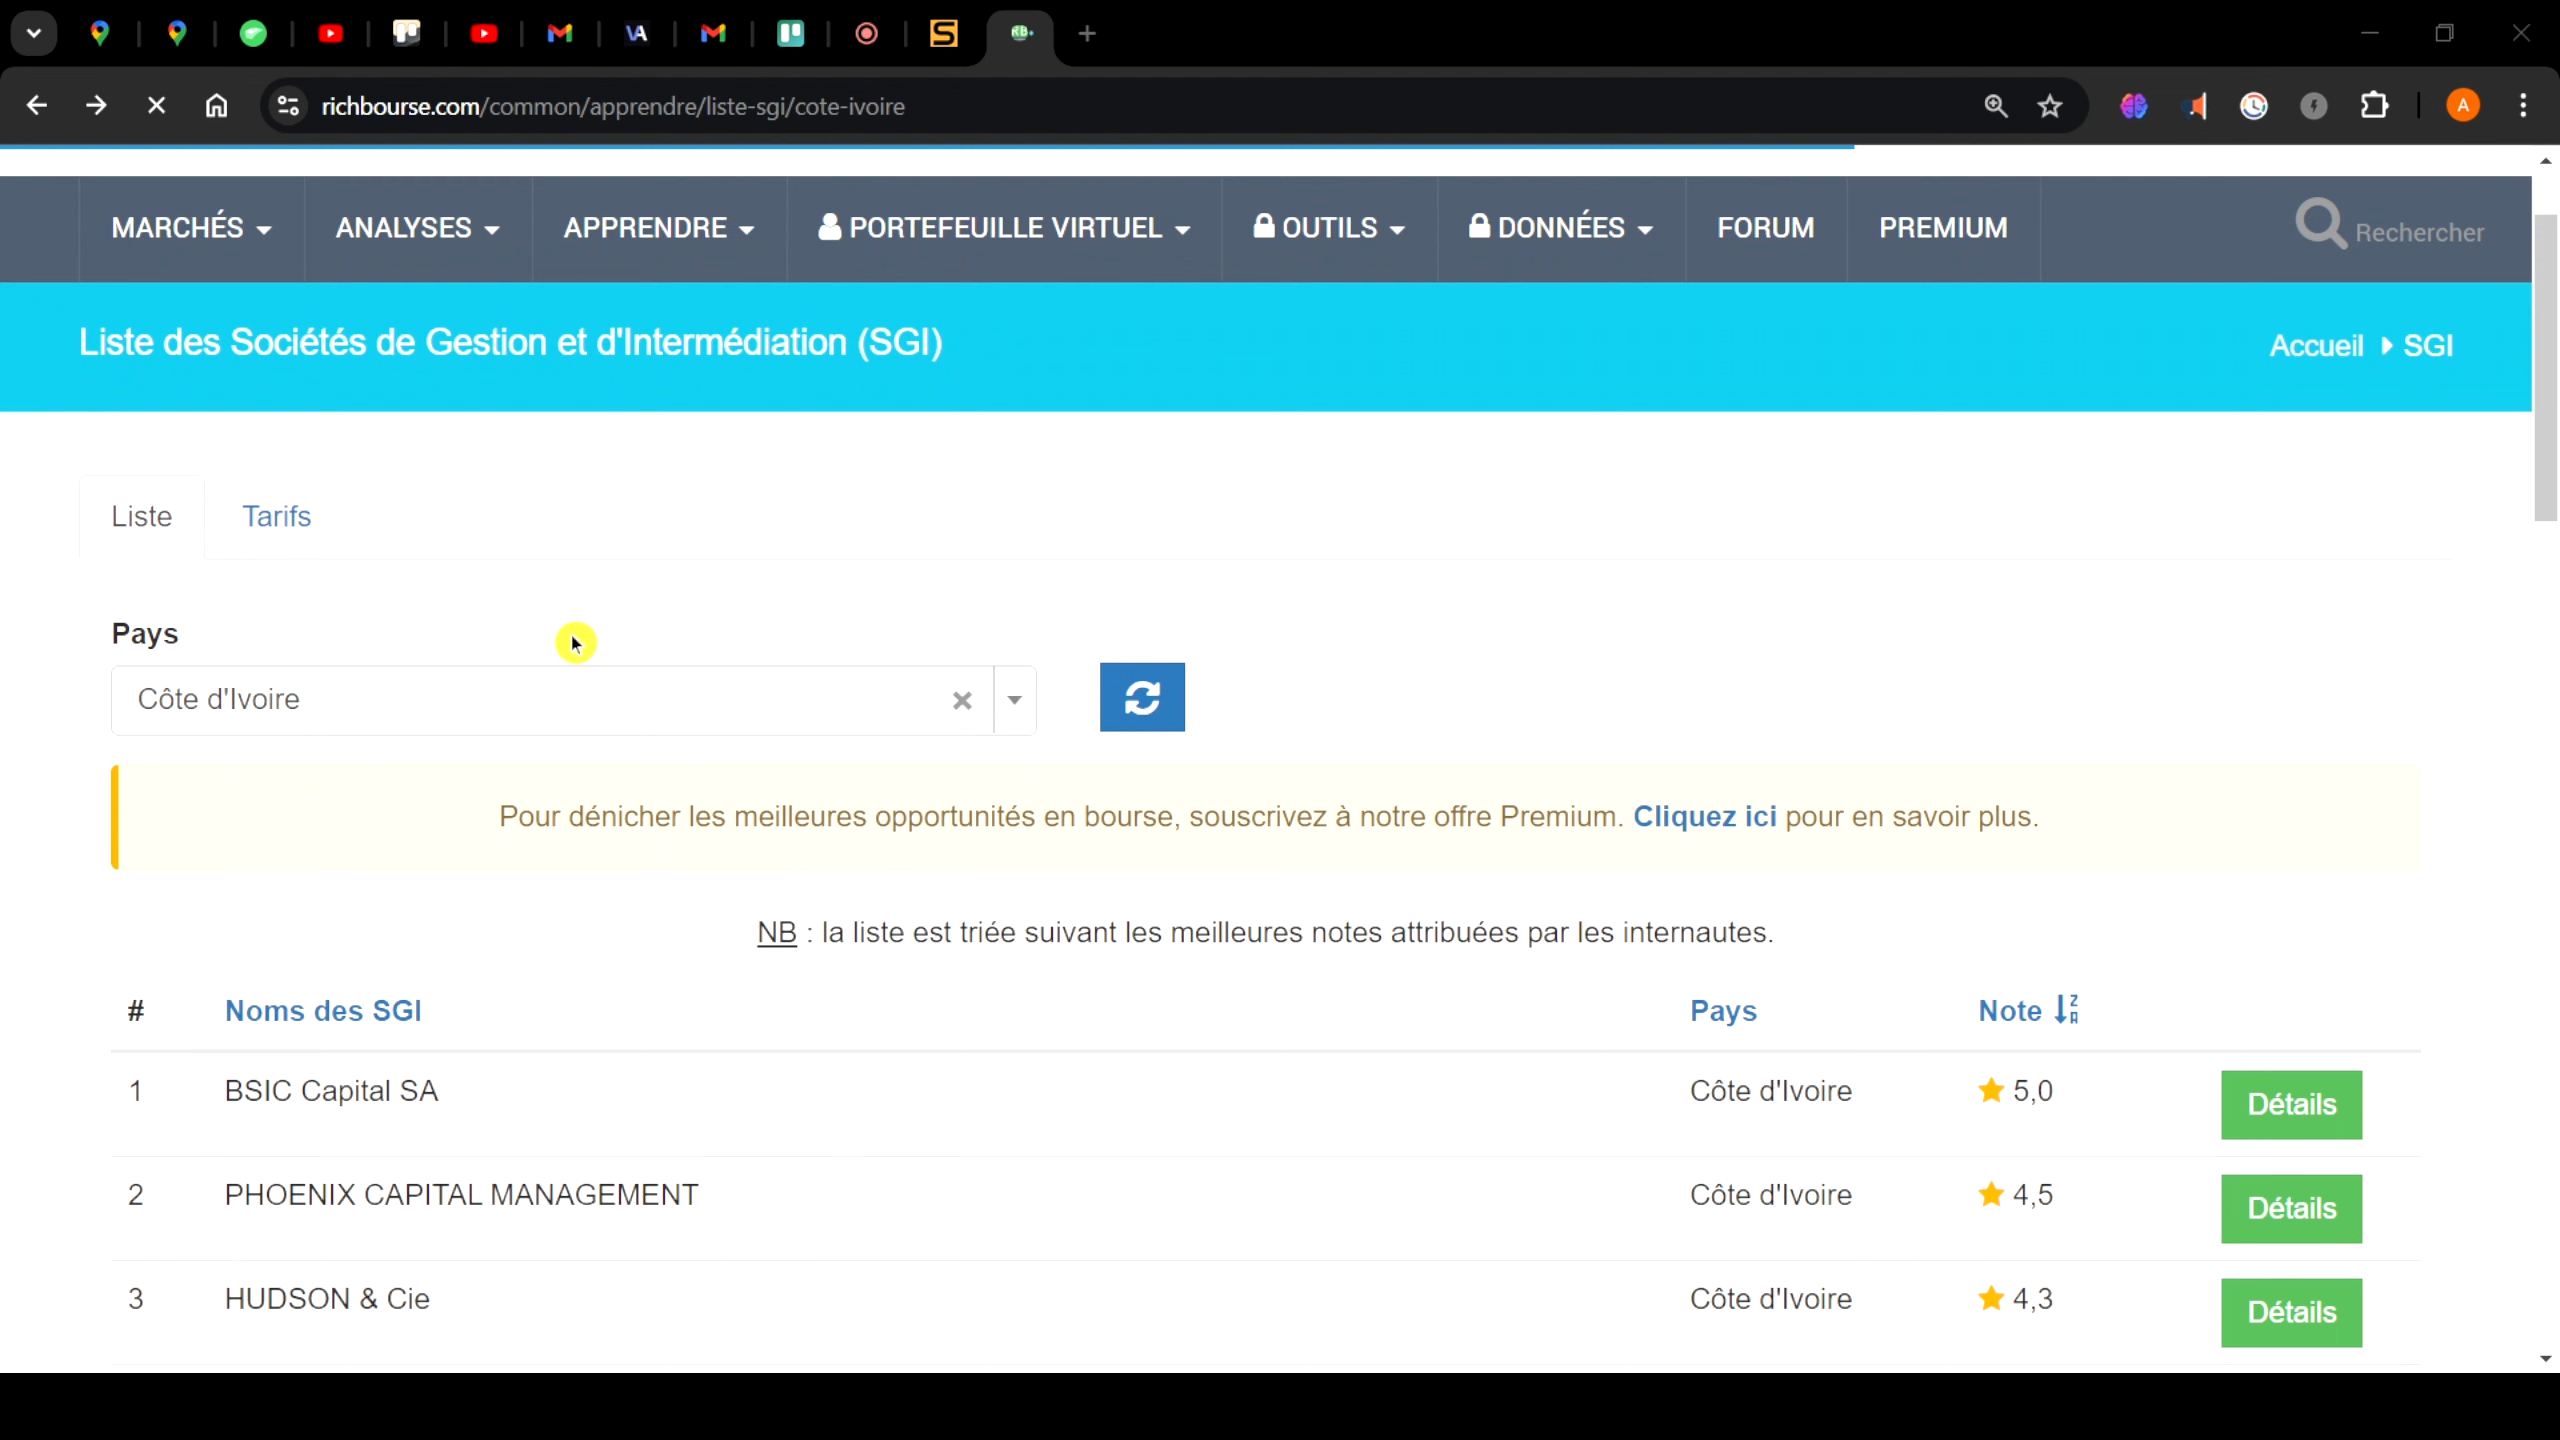 richbourse.com/common/apprendre/liste-sgi/cote-ivoire
A
MARCHÉS
ANALYSES
APPRENDRE
PORTEFEUILLE VIRTUEL
OUTILS
DONNÉES
FORUM
PREMIUM
Rechercher
Liste des Sociétés de Gestion et d'Intermédiation (SGI)
Accueil
SGI
Liste
Tarifs
Pays
Côte d'Ivoire
Pour dénicher les meilleures opportunités en bourse, souscrivez à notre offre Premium. Cliquez ici pour en savoir plus.
NB : la liste est triée suivant les meilleures notes attribuées par les internautes.
# Noms des SGI Pays Note
1 BSIC Capital SA Côte d'Ivoire 5,0 Détails
2 PHOENIX CAPITAL MANAGEMENT Côte d'Ivoire 4,5 Détails
3 HUDSON & Cie Côte d'Ivoire 4,3 Détails